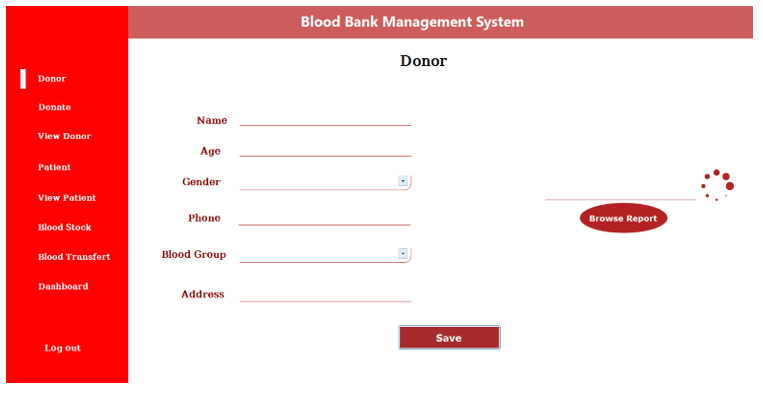 Blood Bank Management System
Donor
Donor
Donate
View Donor
Patient
View Patient
Blood Stock
Blood Transfert
Dashboard
Log out
Name
Age
Gender
Phone
Blood Group
Address
Browse Report
Save